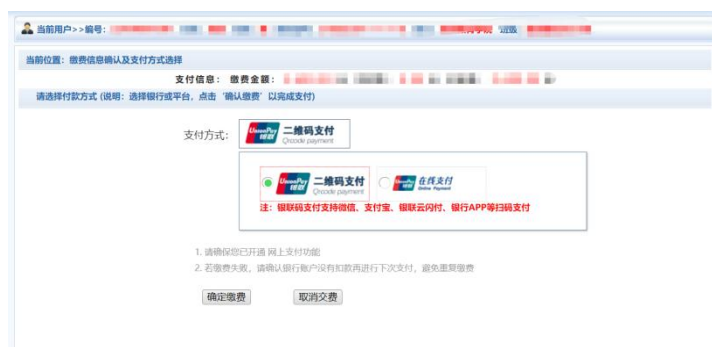 当前用户>>编号：
学院 班级
当前位置：缴费信息确认及支付方式选择
支付信息： 缴费金额：
请选择付款方式 (说明：选择银行或平台，点击‘确认缴费’以完成支付)
支付方式：
UnionPay 银联 二维码支付
Qrcode payment
UnionPay 银联 二维码支付
Qrcode payment
UnionPay 银联 在线支付
Online Payment
注：银联码支付支持微信、支付宝、银联云闪付、银行APP等扫码支付
1. 请确保您已开通 网上支付功能
2. 若缴费失败，请确认银行账户没有扣款再进行下次支付，避免重复缴费
确定缴费 取消交费